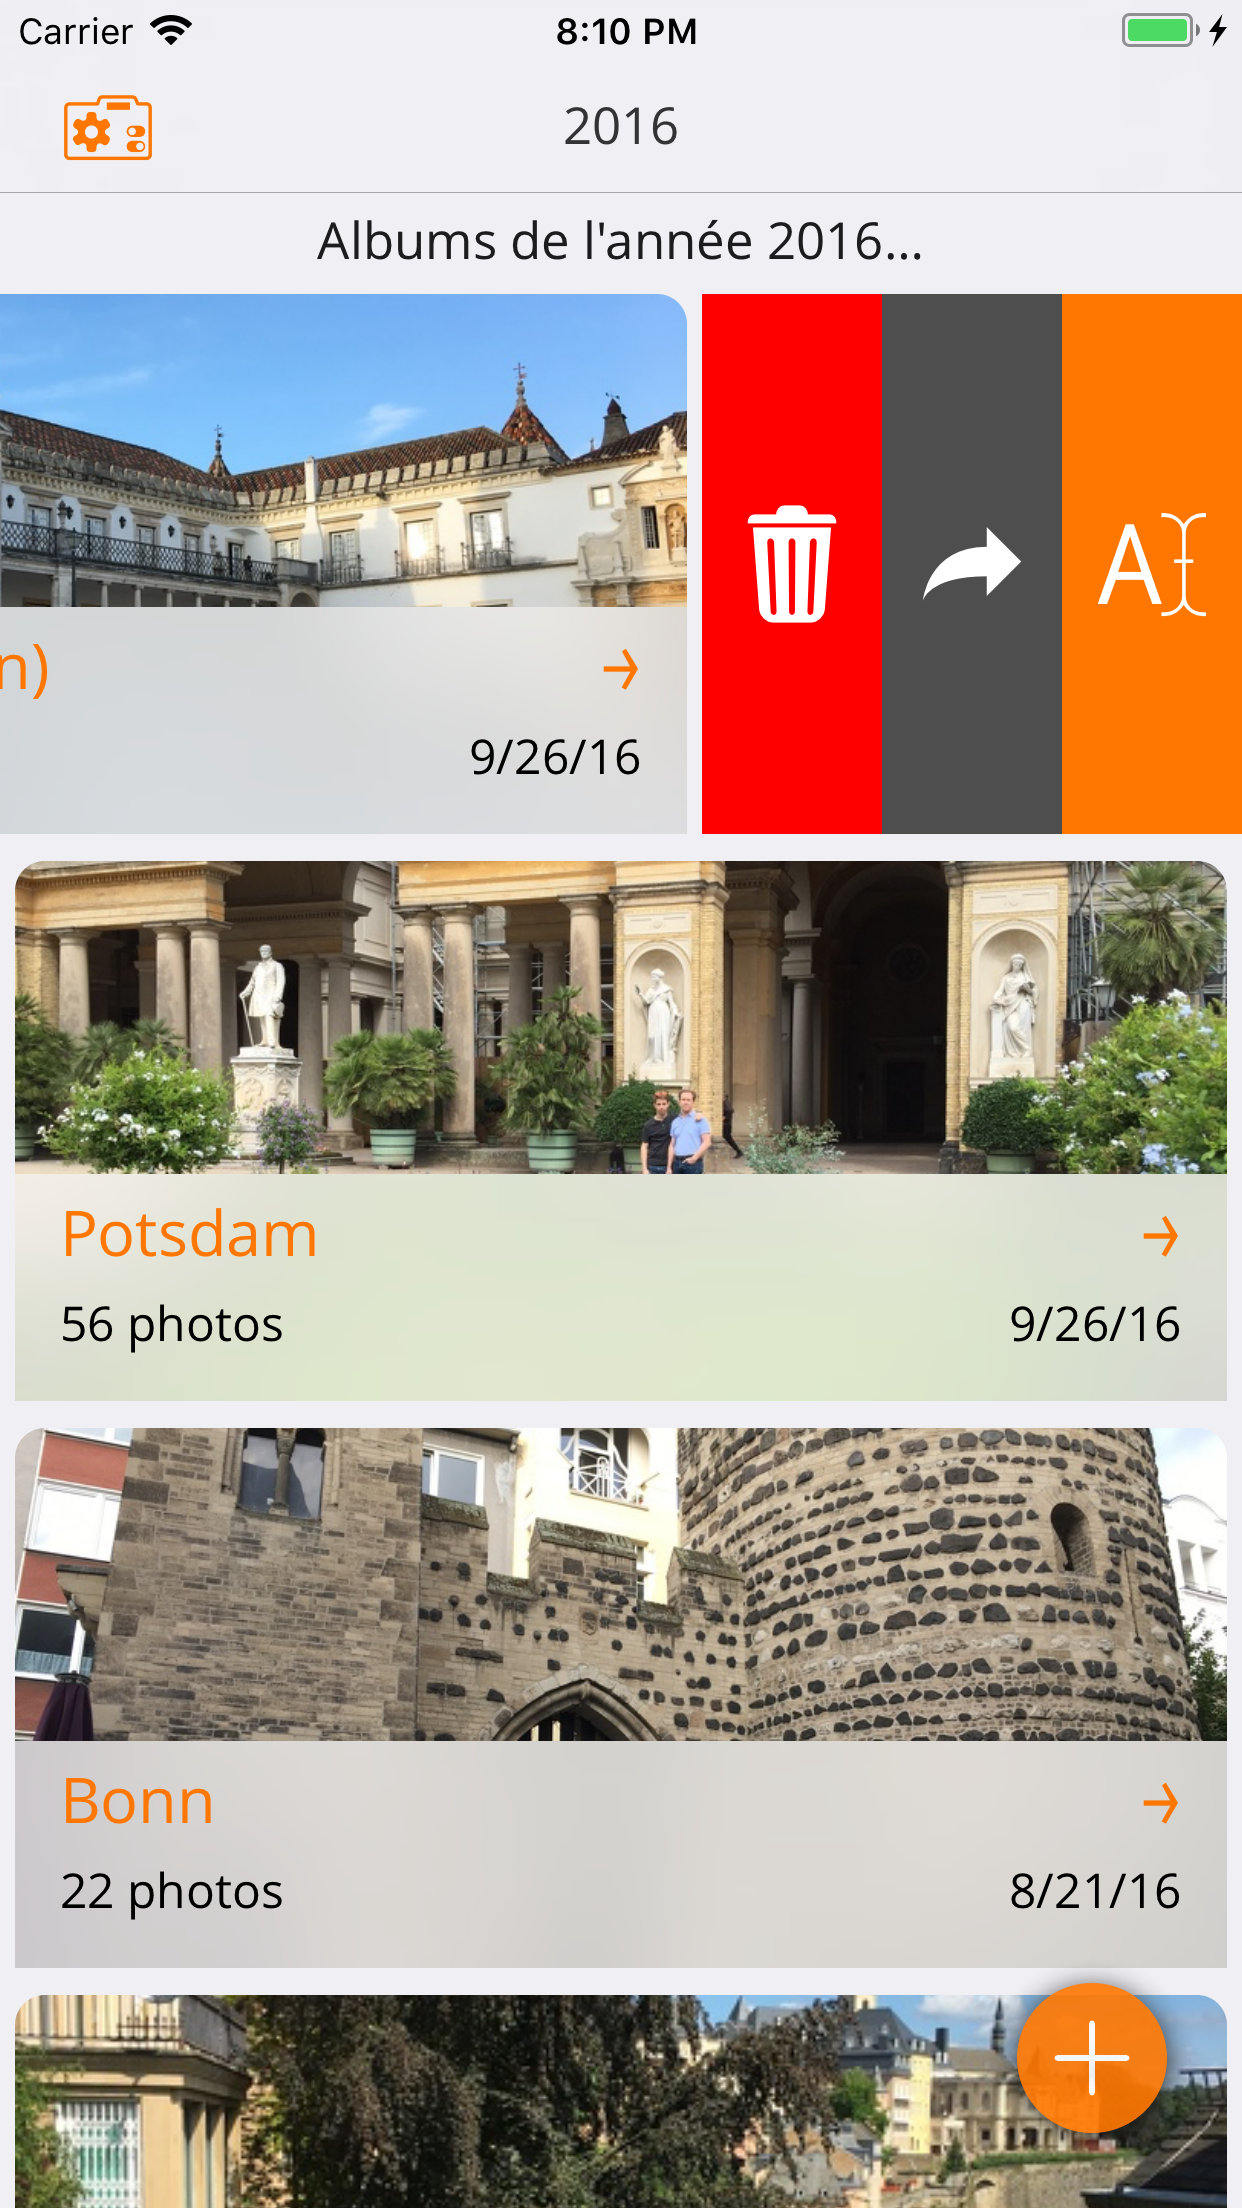 Carrier 8:10 PM
2016
Albums de l'année 2016...
n)
9/26/16
A
Potsdam
56 photos 9/26/16
Bonn
22 photos 8/21/16